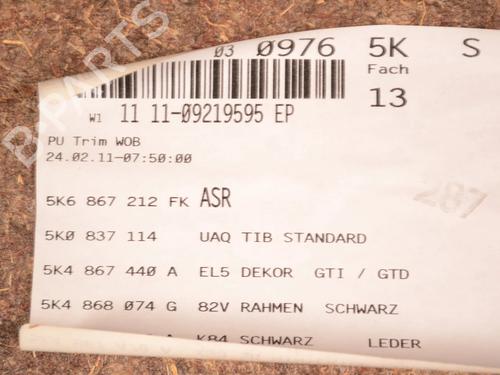 03 0976 5K S
Fach
13
W1 11 11-09219595 EP
PU Trim WOB
24.02.11-07:50:00
287
5K6 867 212 FK ASR
5K0 837 114 UAQ TIB STANDARD
5K4 867 440 A EL5 DEKOR GTI / GTD
5K4 868 074 G 82V RAHMEN SCHWARZ
A K84 SCHWARZ LEDER
B-PARTS